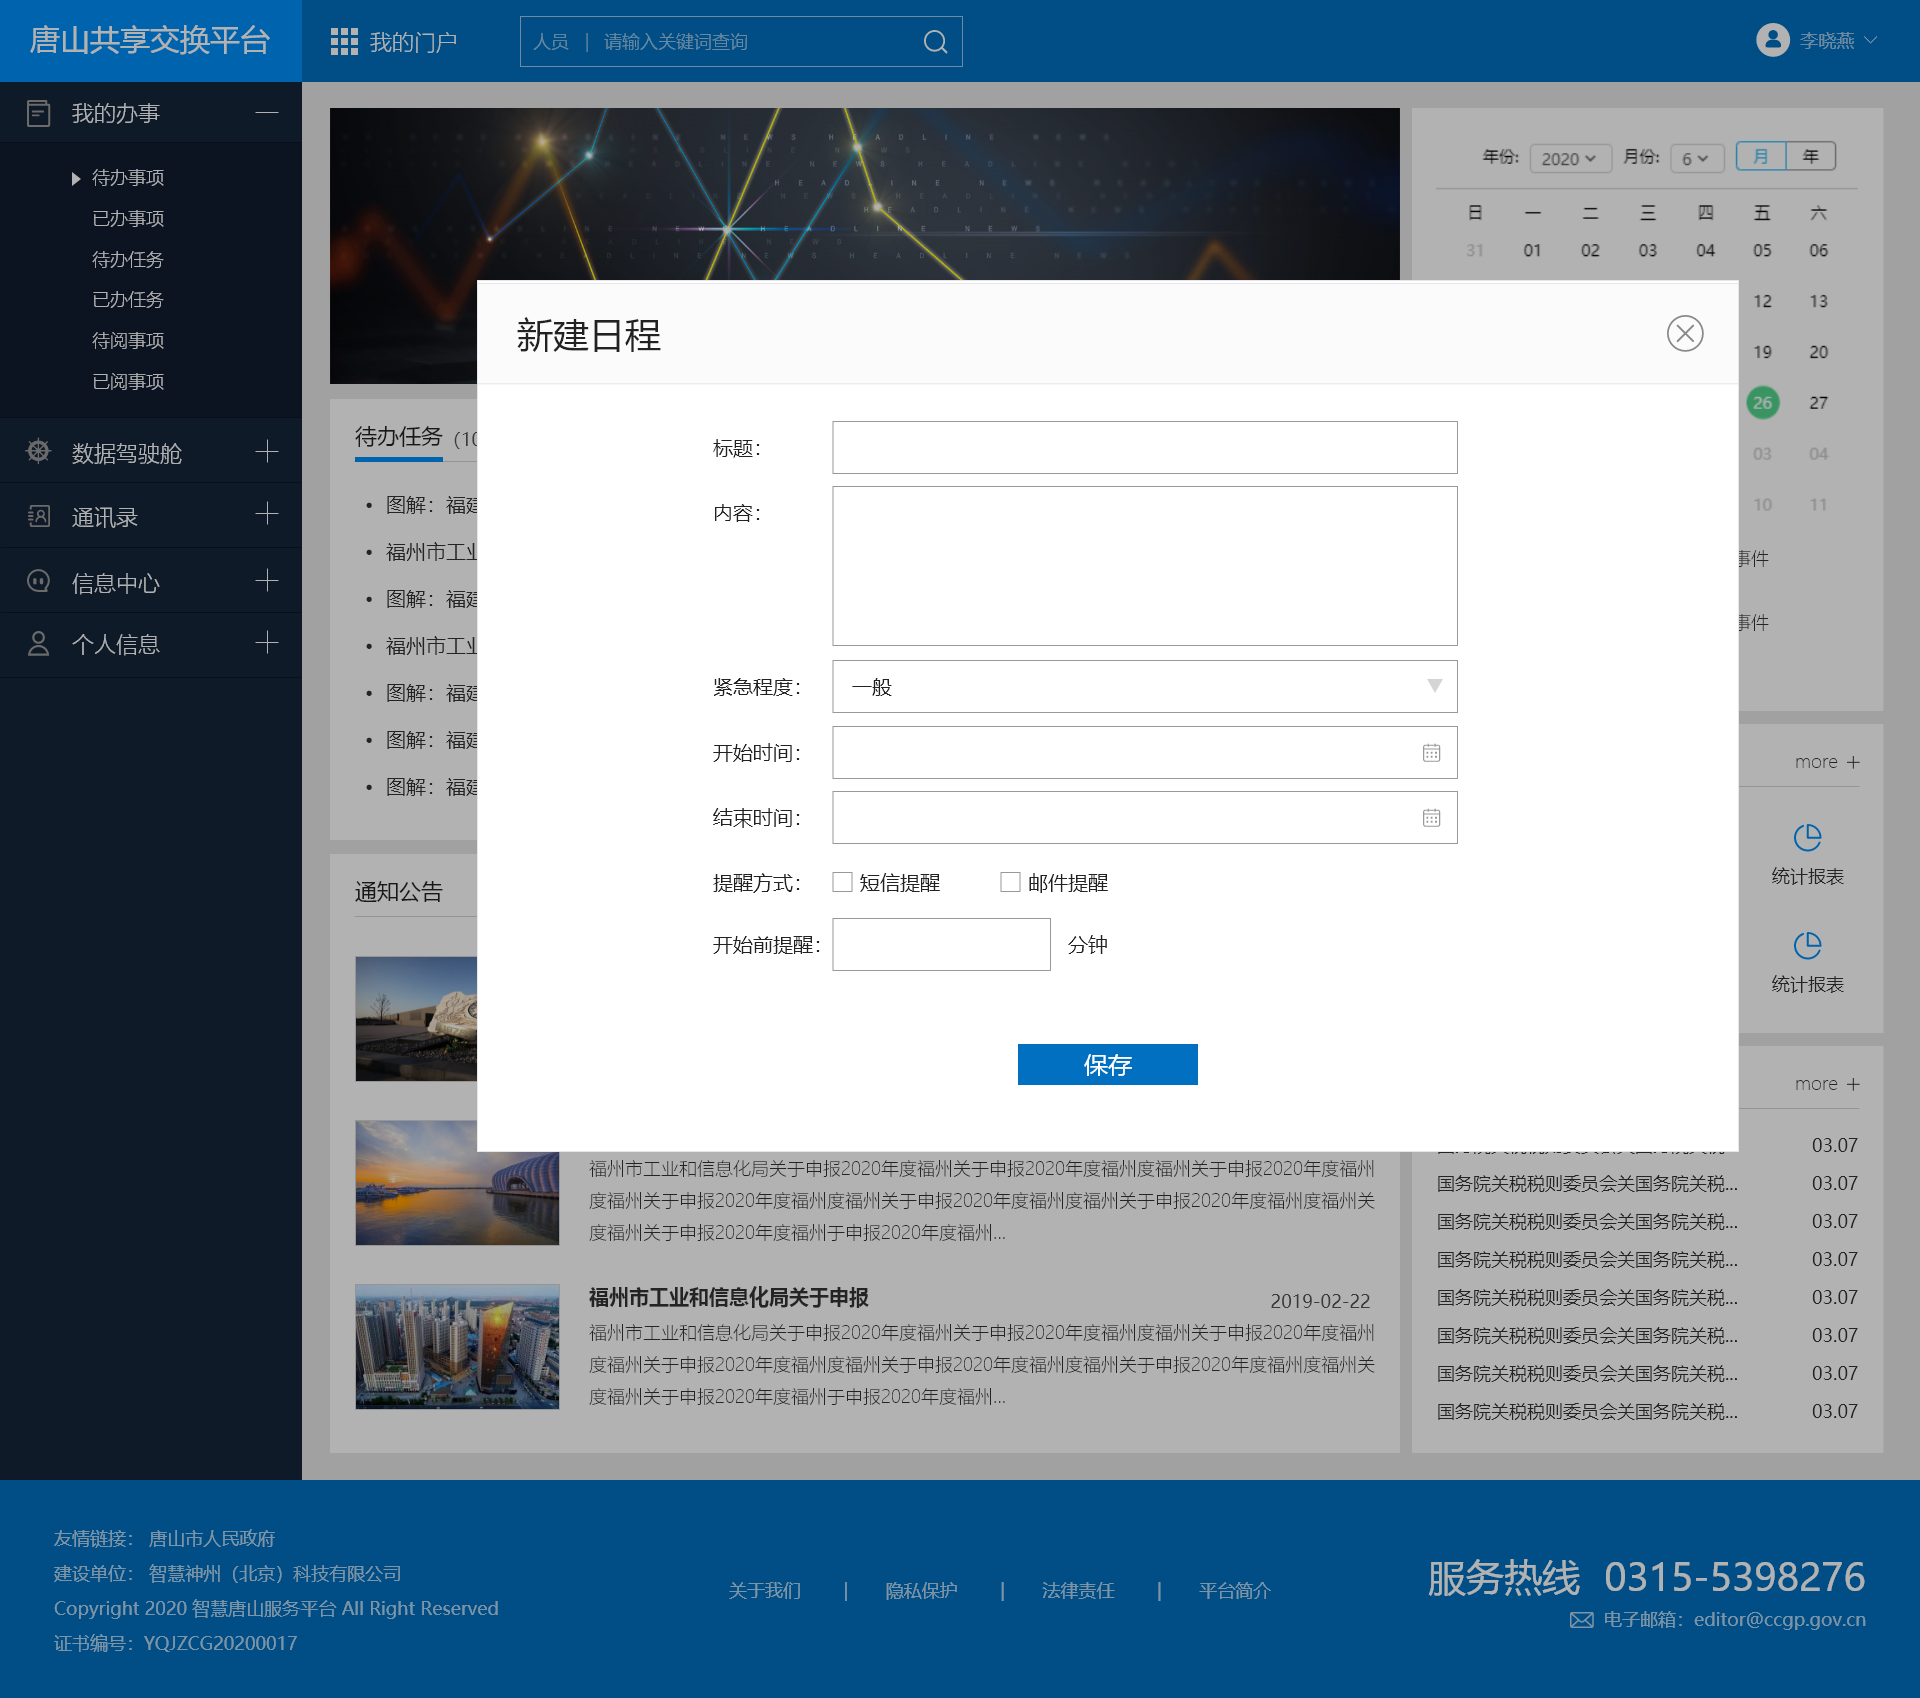 唐山共享交换平台
我的门户
人员 | 请输入关键词查询
李晓燕
我的办事
待办事项
已办事项
待办任务
已办任务
待阅事项
已阅事项
数据驾驶舱
通讯录
信息中心
个人信息
NEWS HEADLINE NEWS
HEADLINE NEWS
年份: 2020 月份: 6 月 年
日 一 二 三 四 五 六
31 01 02 03 04 05 06
12 13
19 20
26 27
03 04
10 11
事件
事件
待办任务 (10
• 图解：福建
• 福州市工业
• 图解：福建
• 福州市工业
• 图解：福建
• 图解：福建
• 图解：福建
新建日程
标题：
内容：
紧急程度： 一般
开始时间：
结束时间：
提醒方式： 短信提醒 邮件提醒
开始前提醒： 分钟
保存
more +
统计报表
统计报表
通知公告
福州市工业和信息化局关于申报2020年度福州关于申报2020年度福州度福州关于申报2020年度福州
度福州关于申报2020年度福州度福州关于申报2020年度福州度福州关于申报2020年度福州度福州关
度福州关于申报2020年度福州于申报2020年度福州...
福州市工业和信息化局关于申报
2019-02-22
福州市工业和信息化局关于申报2020年度福州关于申报2020年度福州度福州关于申报2020年度福州
度福州关于申报2020年度福州度福州关于申报2020年度福州度福州关于申报2020年度福州度福州关
度福州关于申报2020年度福州于申报2020年度福州...
more +
03.07
国务院关税税则委员会关国务院关税... 03.07
国务院关税税则委员会关国务院关税... 03.07
国务院关税税则委员会关国务院关税... 03.07
国务院关税税则委员会关国务院关税... 03.07
国务院关税税则委员会关国务院关税... 03.07
国务院关税税则委员会关国务院关税... 03.07
国务院关税税则委员会关国务院关税... 03.07
友情链接： 唐山市人民政府
建设单位： 智慧神州（北京）科技有限公司
Copyright 2020 智慧唐山服务平台 All Right Reserved
证书编号：YQJZCG20200017
关于我们 | 隐私保护 | 法律责任 | 平台简介
服务热线 0315-5398276
电子邮箱：editor@ccgp.gov.cn